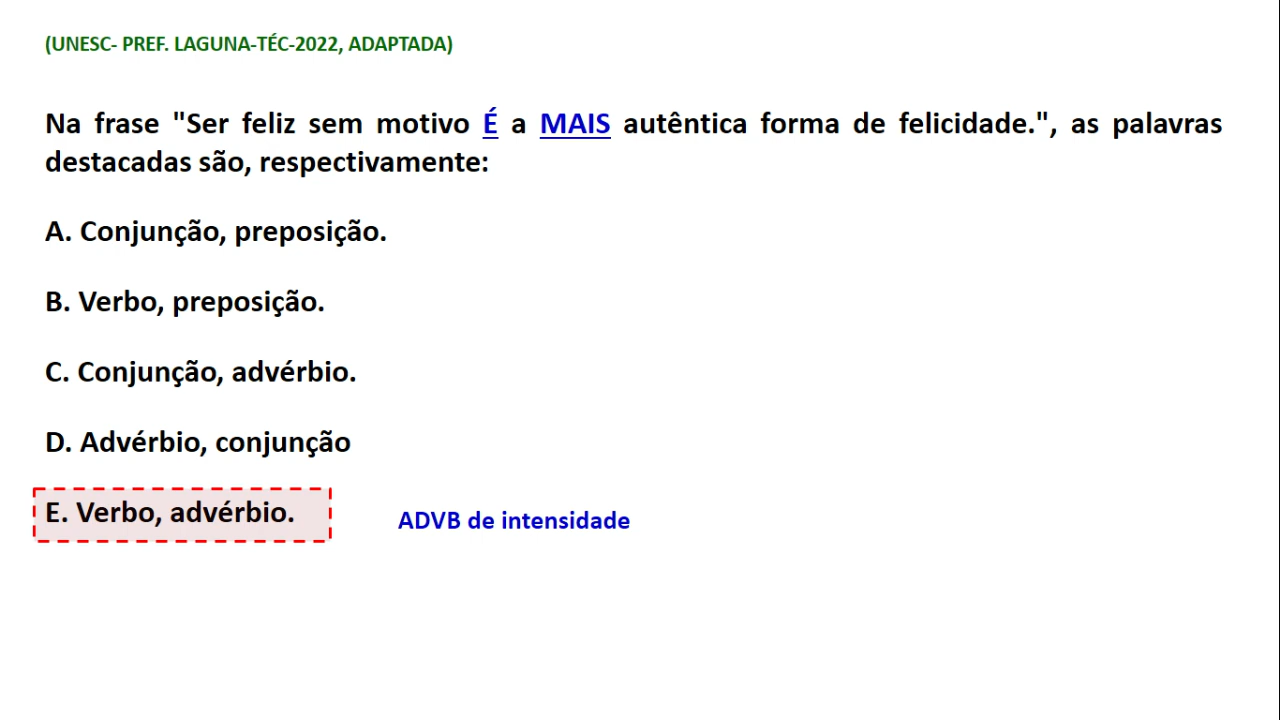 (UNESC- PREF. LAGUNA-TÉC-2022, ADAPTADA)
Na frase "Ser feliz sem motivo É a MAIS autêntica forma de felicidade.", as palavras
destacadas são, respectivamente:
A. Conjunção, preposição.
B. Verbo, preposição.
C. Conjunção, advérbio.
D. Advérbio, conjunção
E. Verbo, advérbio.
ADVB de intensidade